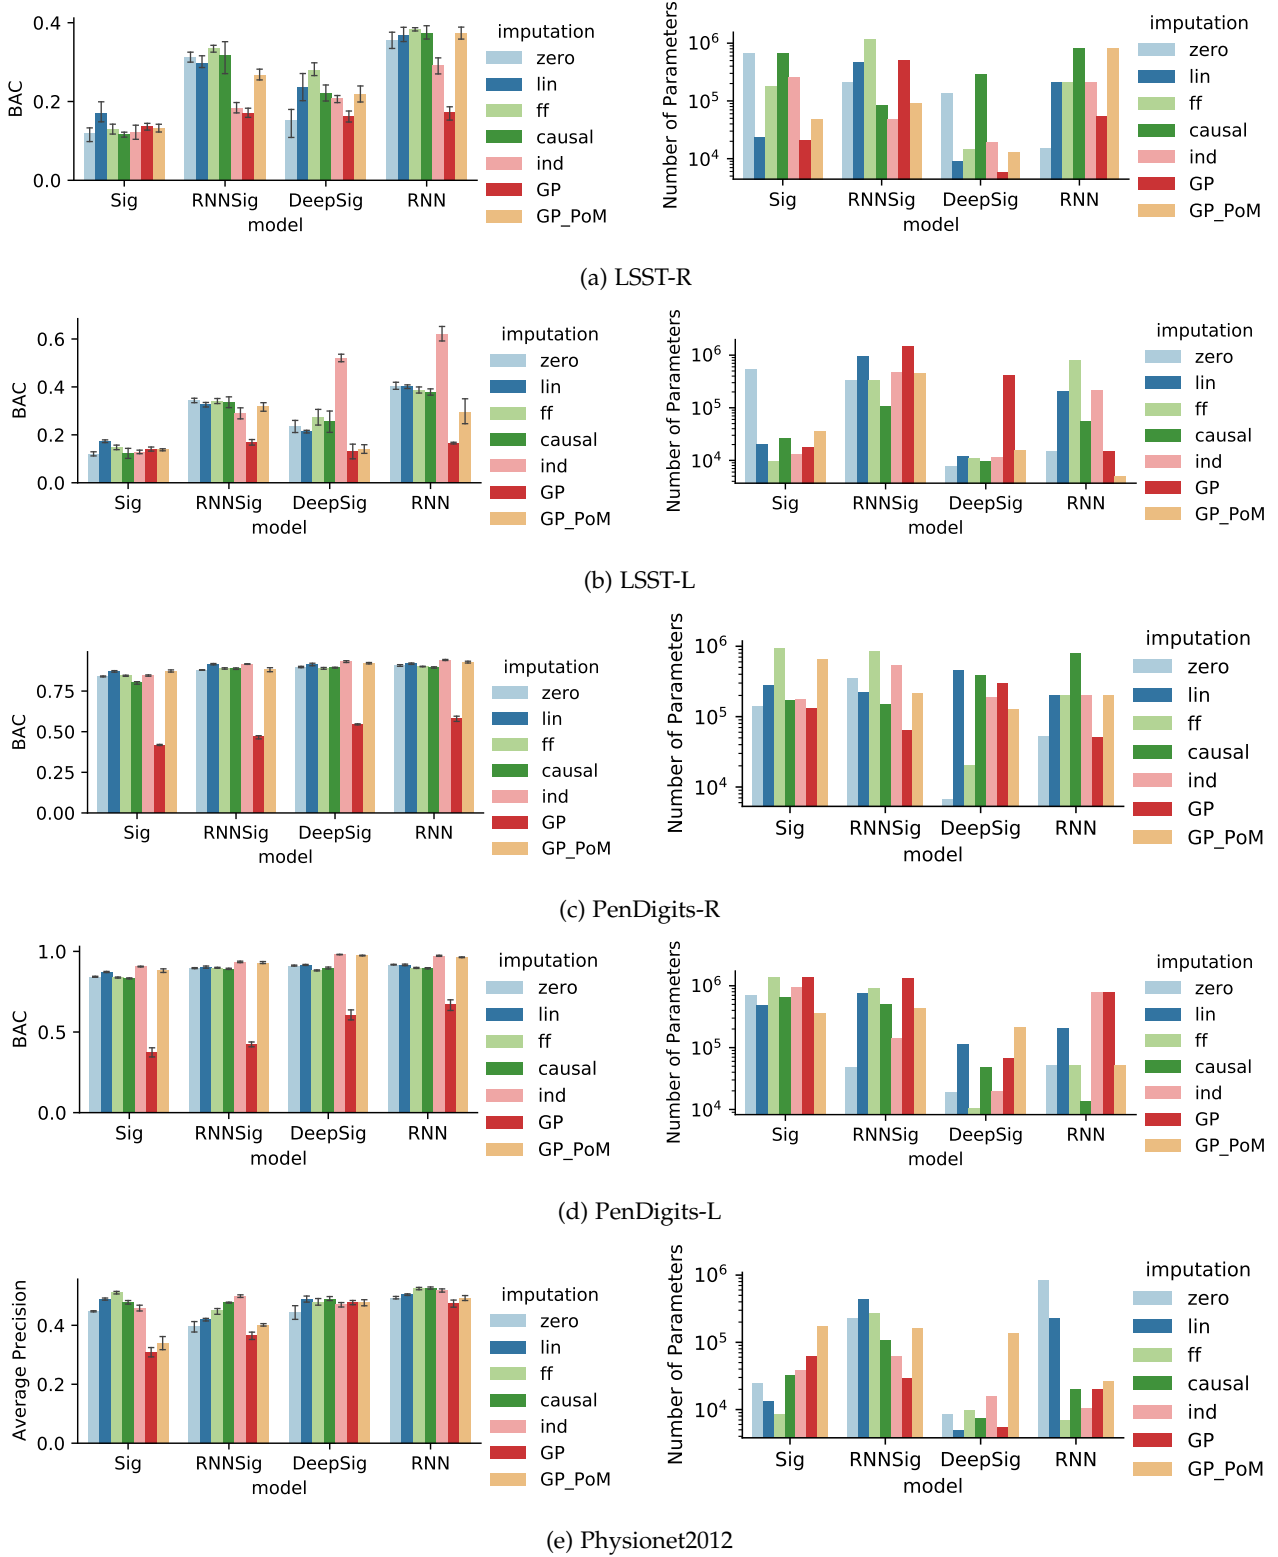 0.4
0.2
0.0
BAC
Sig
RNNSig
DeepSig
RNN
model
imputation
zero
lin
ff
causal
ind
GP
GP_PoM
10^6
10^5
10^4
Number of Parameters
Sig
RNNSig
DeepSig
RNN
model
imputation
zero
lin
ff
causal
ind
GP
GP_PoM
(a) LSST-R
0.6
0.4
0.2
0.0
BAC
Sig
RNNSig
DeepSig
RNN
model
imputation
zero
lin
ff
causal
ind
GP
GP_PoM
10^6
10^5
10^4
Number of Parameters
Sig
RNNSig
DeepSig
RNN
model
imputation
zero
lin
ff
causal
ind
GP
GP_PoM
(b) LSST-L
0.75
0.50
0.25
0.00
BAC
Sig
RNNSig
DeepSig
RNN
model
imputation
zero
lin
ff
causal
ind
GP
GP_PoM
10^6
10^5
10^4
Number of Parameters
Sig
RNNSig
DeepSig
RNN
model
imputation
zero
lin
ff
causal
ind
GP
GP_PoM
(c) PenDigits-R
1.0
0.5
0.0
BAC
Sig
RNNSig
DeepSig
RNN
model
imputation
zero
lin
ff
causal
ind
GP
GP_PoM
10^6
10^5
10^4
Number of Parameters
Sig
RNNSig
DeepSig
RNN
model
imputation
zero
lin
ff
causal
ind
GP
GP_PoM
(d) PenDigits-L
0.4
0.2
0.0
Average Precision
Sig
RNNSig
DeepSig
RNN
model
imputation
zero
lin
ff
causal
ind
GP
GP_PoM
10^6
10^5
10^4
Number of Parameters
Sig
RNNSig
DeepSig
RNN
model
imputation
zero
lin
ff
causal
ind
GP
GP_PoM
(e) Physionet2012